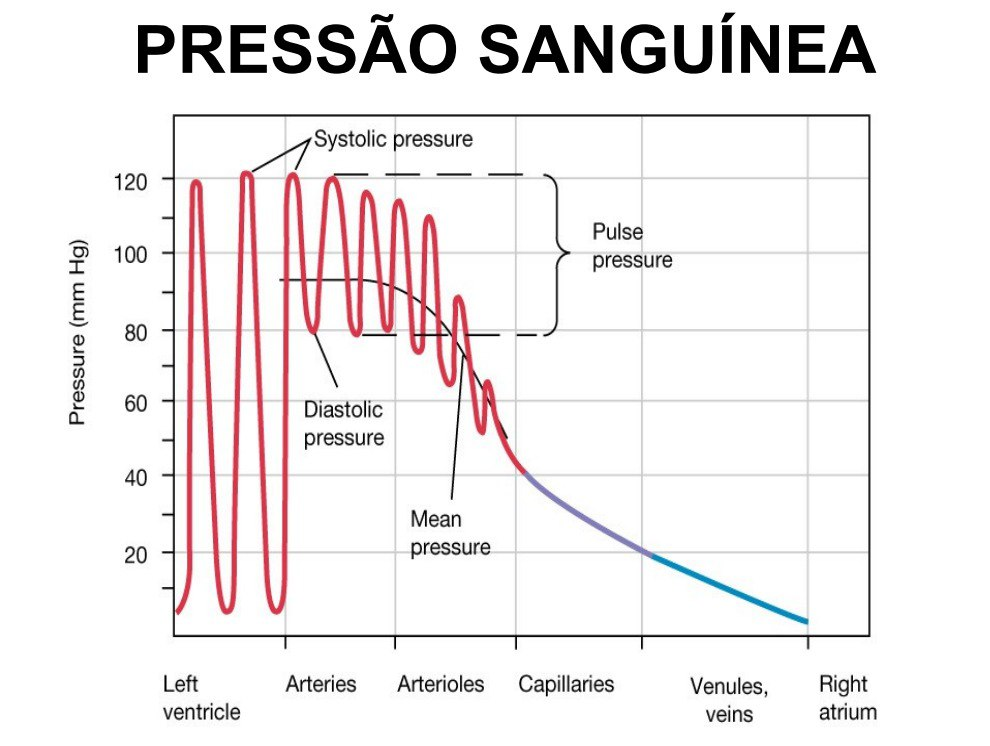 PRESSÃO SANGUÍNEA
Systolic pressure
120
Pulse
pressure
100
80
60
40
20
Pressure (mm Hg)
Diastolic
pressure
Mean
pressure
Left
ventricle
Arteries
Arterioles
Capillaries
Venules,
veins
Right
atrium